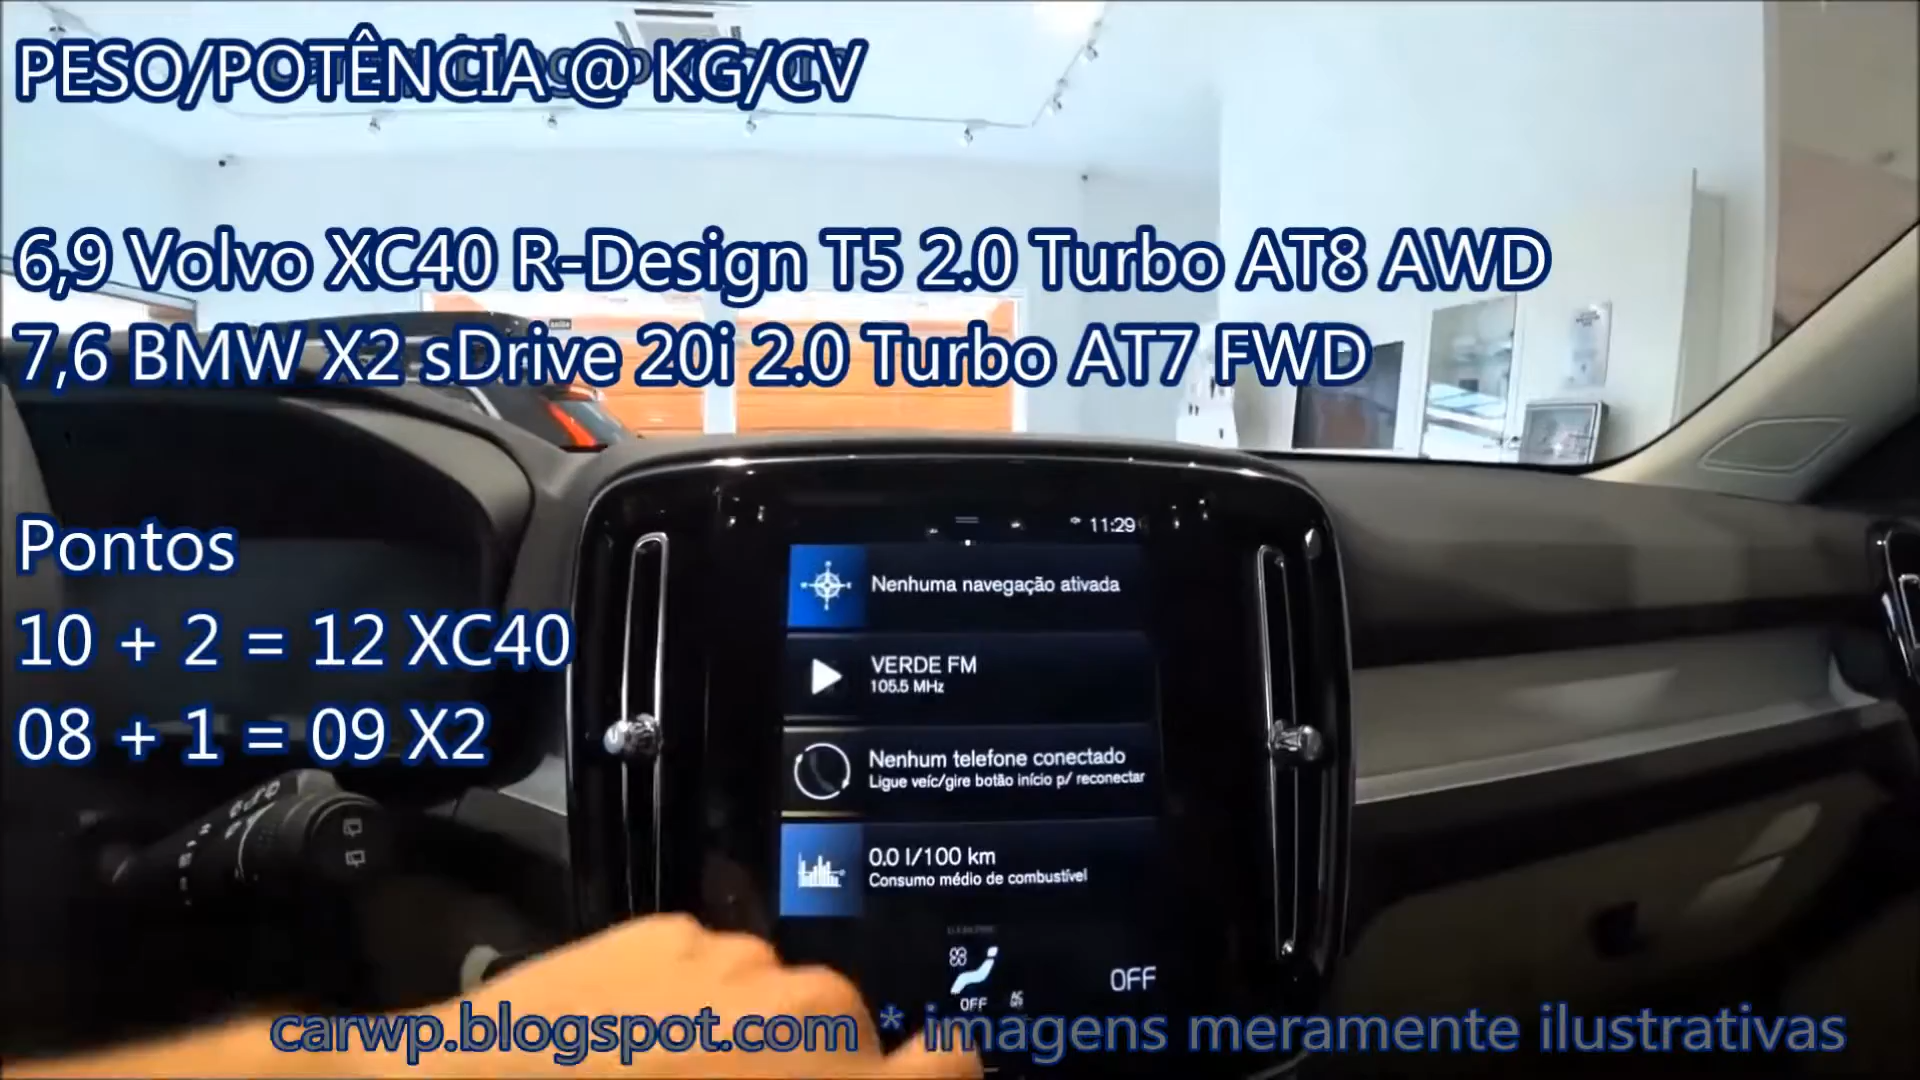 PESO/POTÊNCIA @ KG/CV
6,9 Volvo XC40 R-Design T5 2.0 Turbo AT8 AWD
7,6 BMW X2 sDrive 20i 2.0 Turbo AT7 FWD
Pontos
10 + 2 = 12 XC40
08 + 1 = 09 X2
11:29
Nenhuma navegação ativada
VERDE FM
105.5 MHz
Nenhum telefone conectado
Ligue veíc/gire botão início p/ reconectar
0.0 l/100 km
Consumo médio de combustível
OFF
OFF
carwp.blogspot.com * imagens meramente ilustrativas